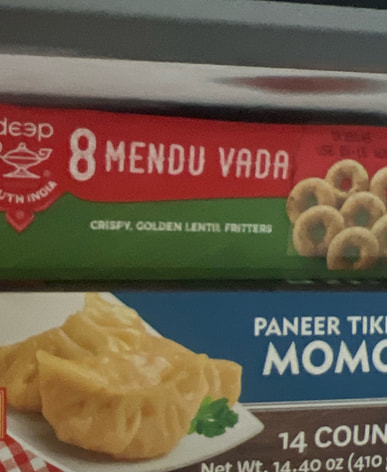 deep
8 MENDU VADA
SOUTH INDIA
CRISPY, GOLDEN LENTIL FRITTERS
PANEER TIK
MOMO
14 COUN
Net Wt. 14.40 oz (410